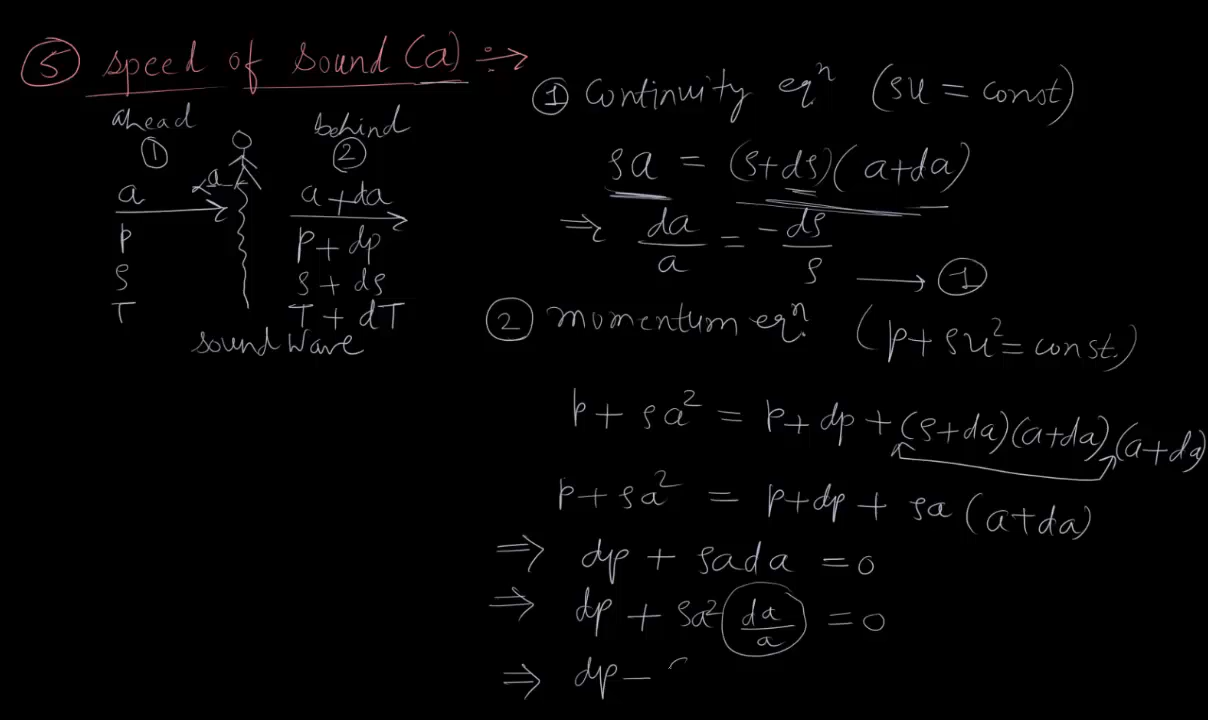 ⑤ speed of sound (a) ÷→
ahead
①
a
p
ρ
T
a
behind
②
a + da
p + dp
ρ + dρ
T + dT
sound wave
① continuity eqⁿ (ρu = const)
ρa = (ρ+dρ)(a+da)
⇒ da/a = -dρ/ρ → ①
② momentum eqⁿ. (p + ρu² = const.)
p + ρa² = p + dp + (ρ+da)(a+da)(a+da)
p + ρa² = p+dp + ρa (a+da)
⇒ dp + ρada = 0
⇒ dp + ρa² (da/a) = 0
⇒ dp −